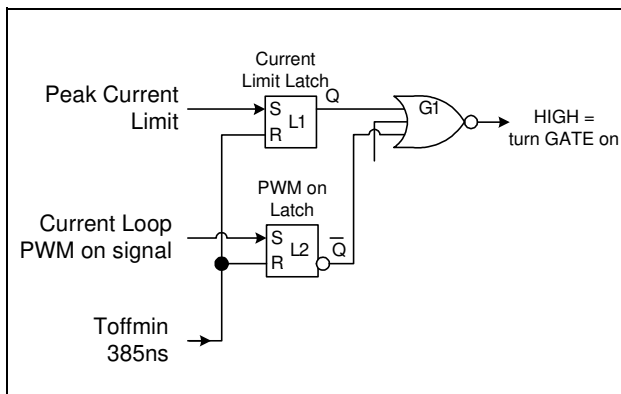 Current
Limit Latch
Peak Current
Limit
S
R
L1
Q
G1
HIGH =
turn GATE on
PWM on
Latch
Current Loop
PWM on signal
S
R
L2
Q
Toffmin
385ns